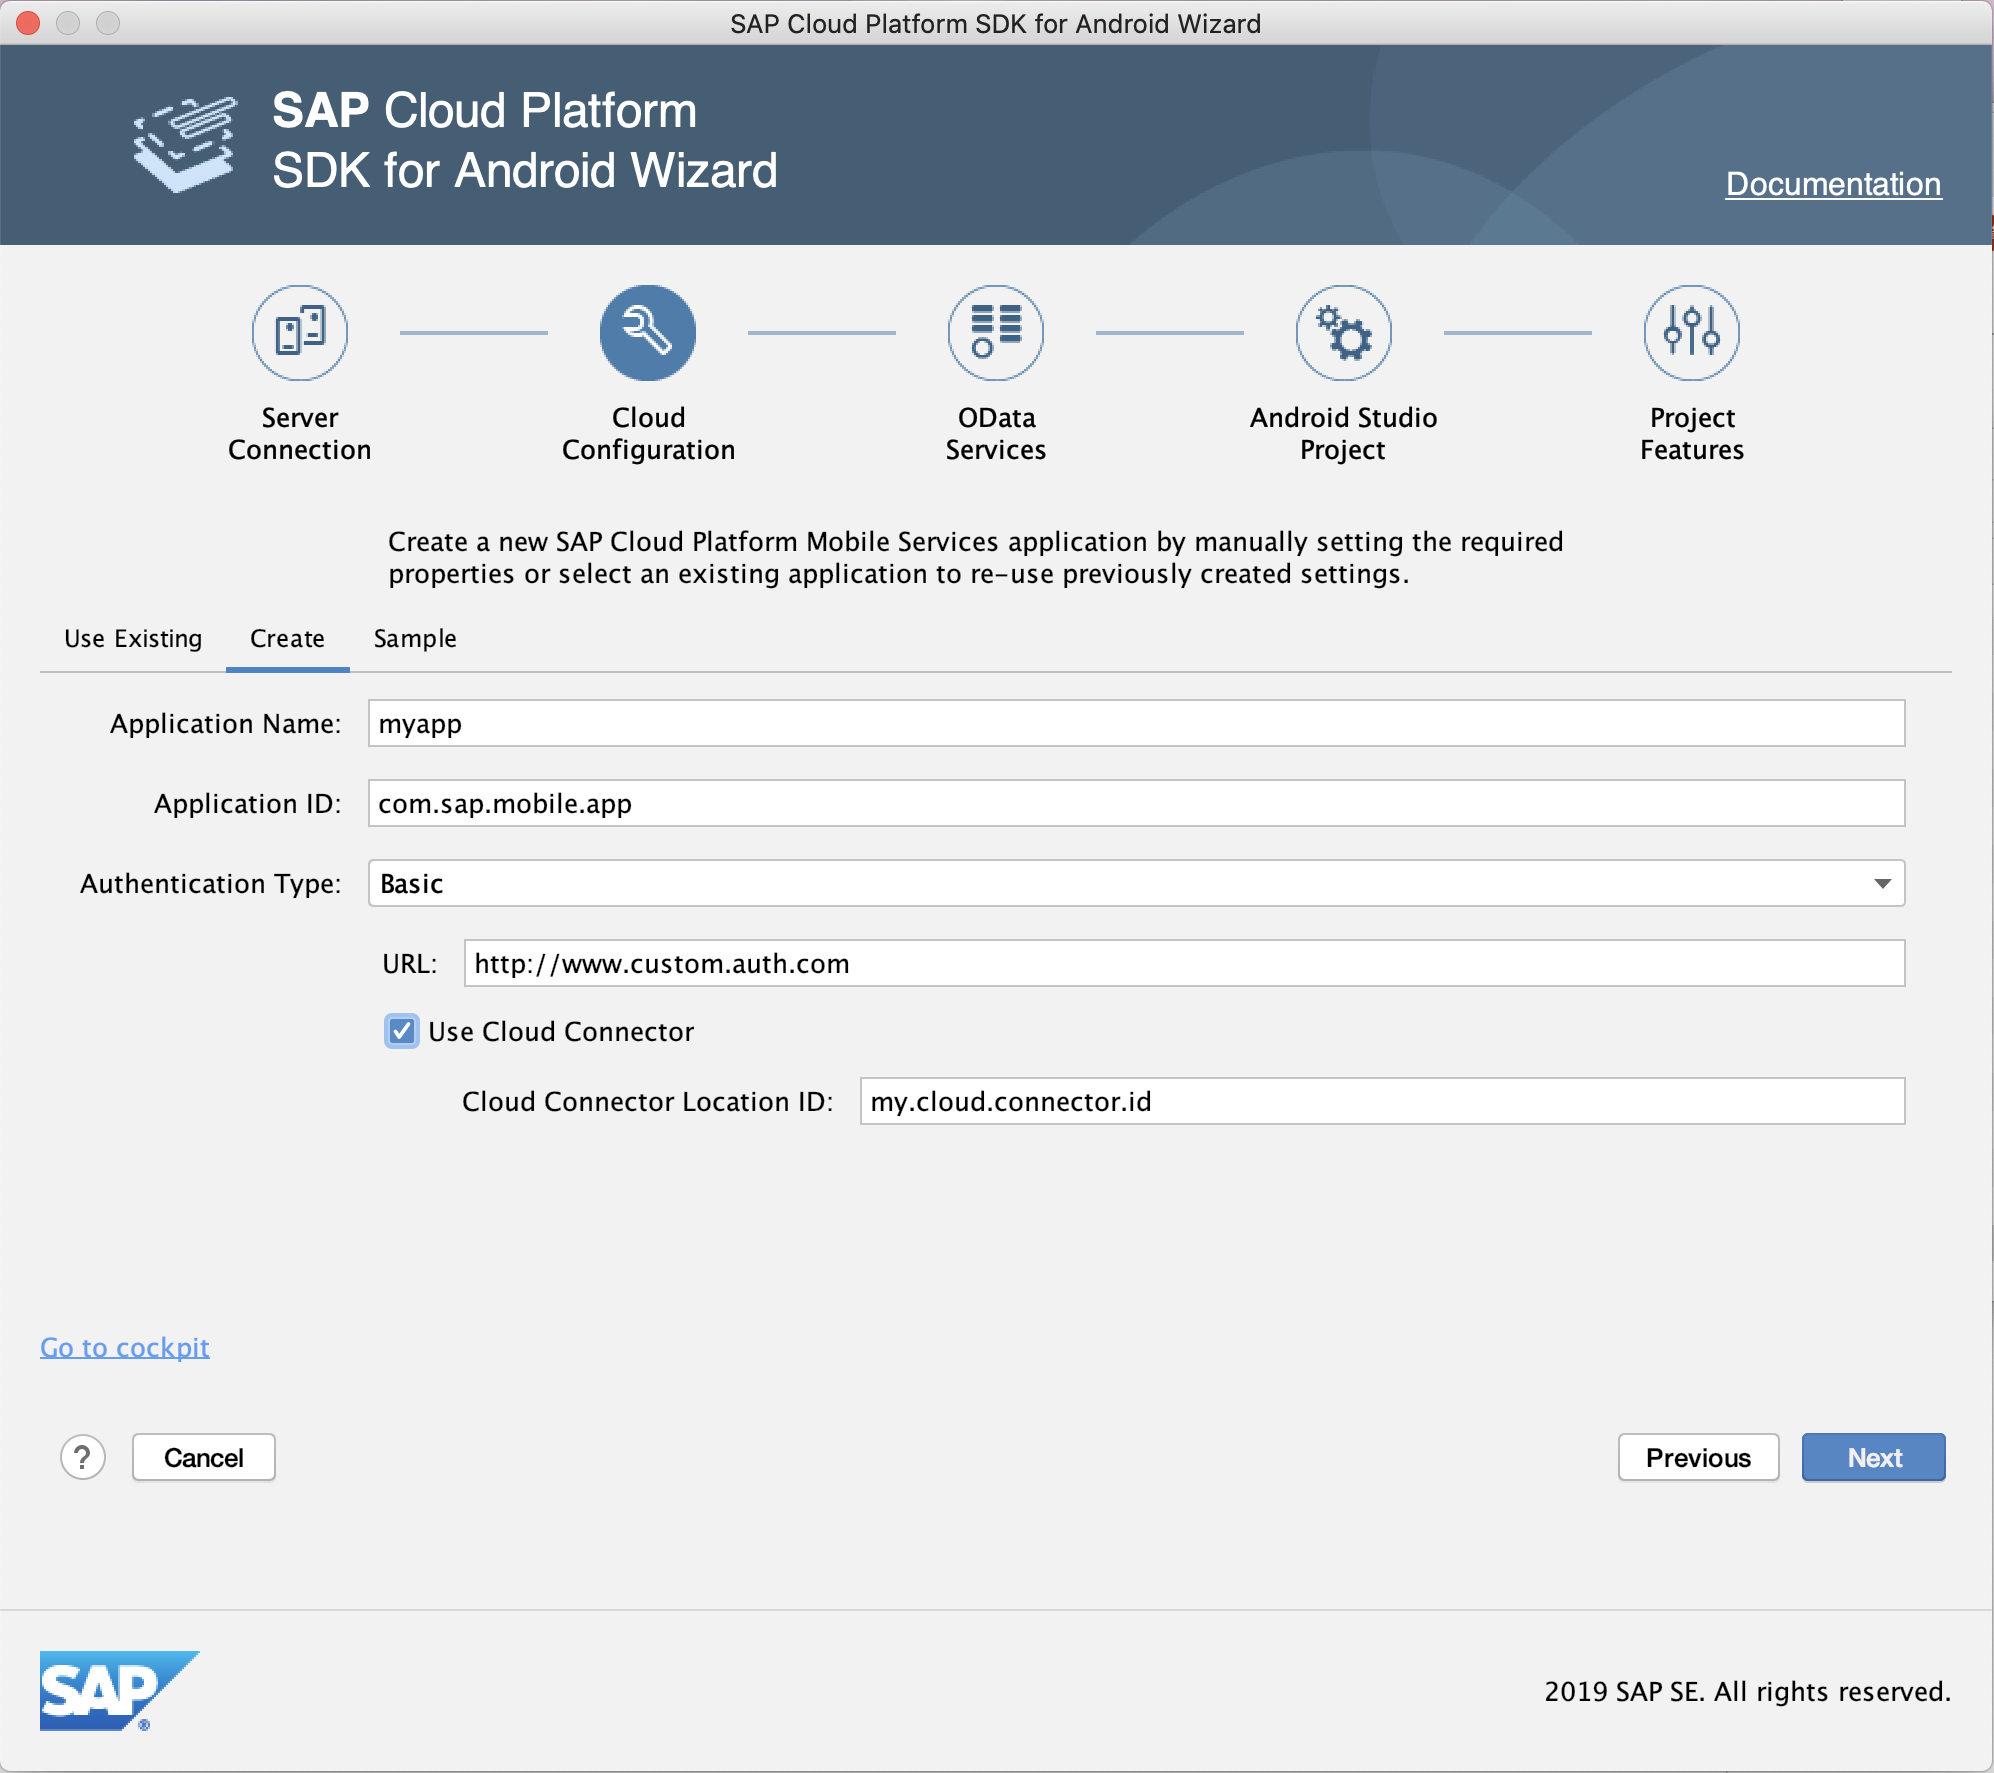 SAP Cloud Platform SDK for Android Wizard
SAP Cloud Platform
SDK for Android Wizard
Documentation
Server
Connection
Cloud
Configuration
OData
Services
Android Studio
Project
Project
Features
Create a new SAP Cloud Platform Mobile Services application by manually setting the required
properties or select an existing application to re-use previously created settings.
Use Existing Create Sample
Application Name: myapp
Application ID: com.sap.mobile.app
Authentication Type: Basic
URL: http://www.custom.auth.com
Use Cloud Connector
Cloud Connector Location ID: my.cloud.connector.id
Go to cockpit
? Cancel Previous Next
SAP ®
2019 SAP SE. All rights reserved.